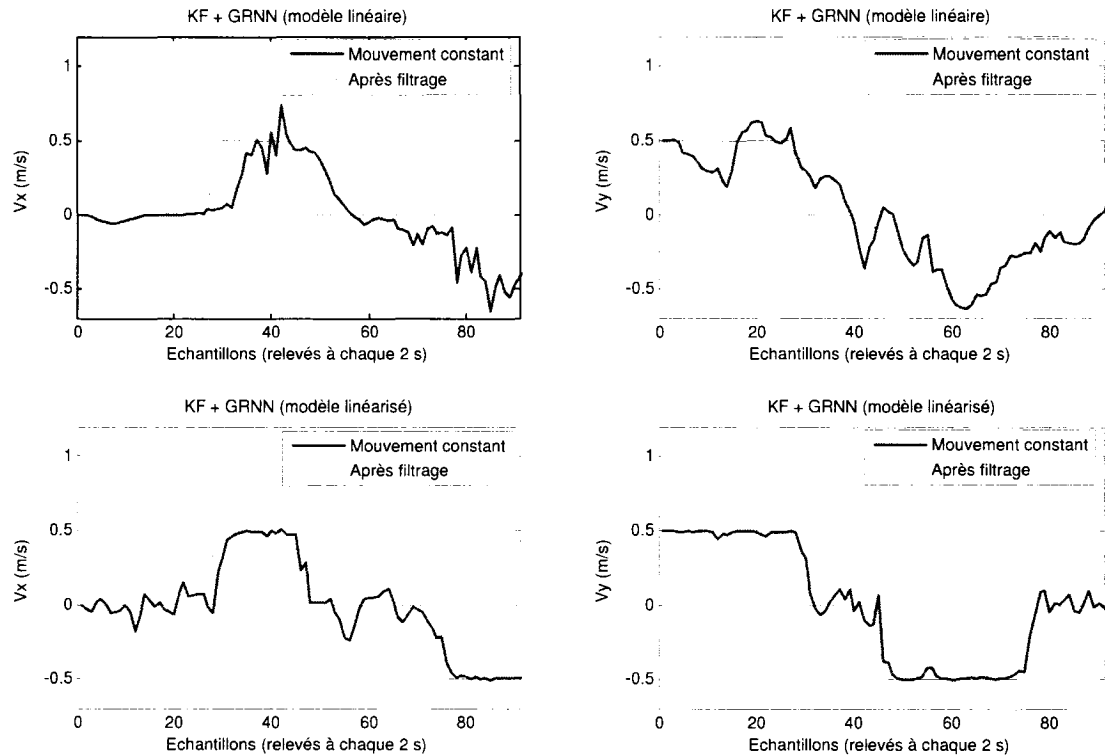 KF + GRNN (modèle linéaire)
Mouvement constant
Après filtrage
1
0.5
0
-0.5
Vx (m/s)
0 20 40 60 80
Echantillons (relevés à chaque 2 s)
KF + GRNN (modèle linéaire)
Mouvement constant
Après filtrage
1
0.5
0
-0.5
Vy (m/s)
0 20 40 60 80
Echantillons (relevés à chaque 2 s)
KF + GRNN (modèle linéarisé)
Mouvement constant
Après filtrage
1
0.5
0
-0.5
Vx (m/s)
0 20 40 60 80
Echantillons (relevés à chaque 2 s)
KF + GRNN (modèle linéarisé)
Mouvement constant
Après filtrage
1
0.5
0
-0.5
Vy (m/s)
0 20 40 60 80
Echantillons (relevés à chaque 2 s)